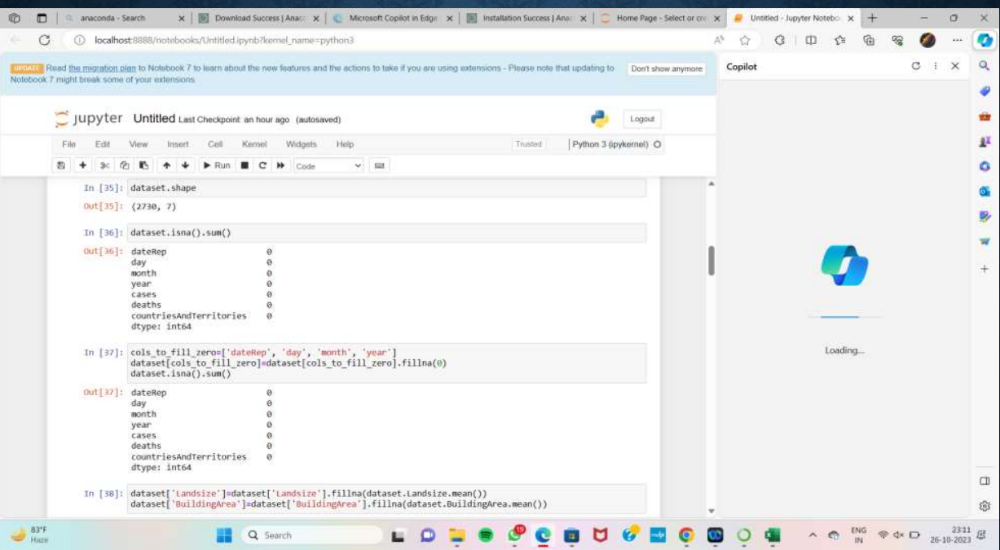 anaconda - Search
Download Success | Anac
Microsoft Copilot in Edge
Installation Success | Anac
Home Page - Select or cre
Untitled - Jupyter Notebo
localhost:8888/notebooks/Untitled.ipynb?kernel_name=python3
UPDATE Read the migration plan to Notebook 7 to learn about the new features and the actions to take if you are using extensions - Please note that updating to
Notebook 7 might break some of your extensions.
Don't show anymore
Copilot
jupyter Untitled Last Checkpoint: an hour ago (autosaved)
Logout
File Edit View Insert Cell Kernel Widgets Help
Trusted Python 3 (ipykernel)
Run Code
In [35]: dataset.shape
Out[35]: (2730, 7)
In [36]: dataset.isna().sum()
Out[36]: dateRep 0
day 0
month 0
year 0
cases 0
deaths 0
countriesAndTerritories 0
dtype: int64
In [37]: cols_to_fill_zero=['dateRep', 'day', 'month', 'year']
dataset[cols_to_fill_zero]=dataset[cols_to_fill_zero].fillna(0)
dataset.isna().sum()
Out[37]: dateRep 0
day 0
month 0
year 0
cases 0
deaths 0
countriesAndTerritories 0
dtype: int64
In [38]: dataset['Landsize']=dataset['Landsize'].fillna(dataset.Landsize.mean())
dataset['BuildingArea']=dataset['BuildingArea'].fillna(dataset.BuildingArea.mean())
Loading...
83°F
Haze
Search
19
ENG
IN
23:11
26-10-2023